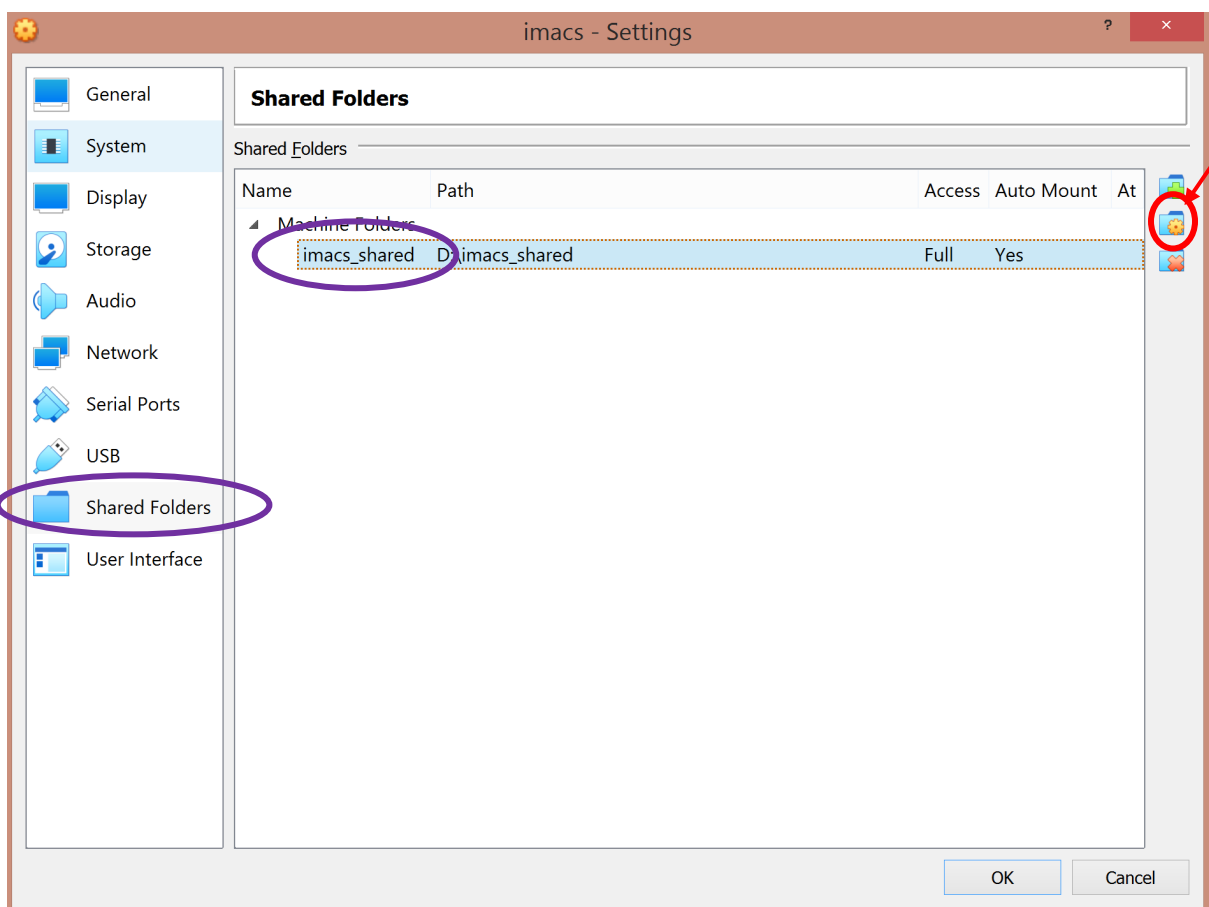 imacs - Settings
?
General
System
Display
Storage
Audio
Network
Serial Ports
USB
Shared Folders
User Interface
Shared Folders
Shared Folders
Name Path Access Auto Mount At
Machine Folders
imacs_shared D:\imacs_shared Full Yes
OK Cancel